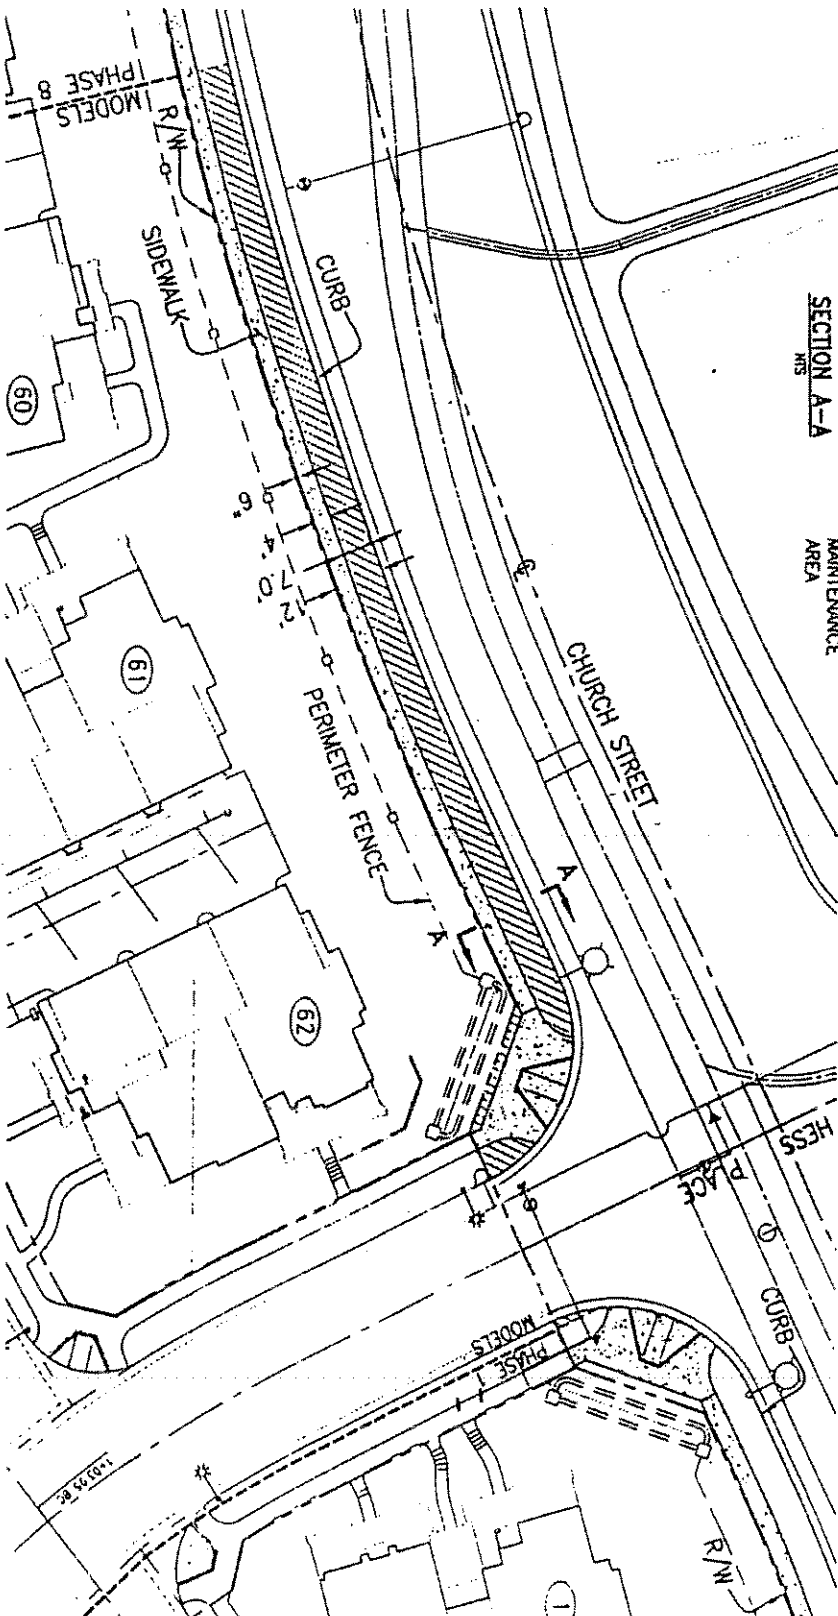 PHASE 8
MODELS
R/W
SIDEWALK
CURB
SECTION A-A
NTS
MAINTENANCE
AREA
60
6"
4'
7.0'
12'
61
PERIMETER FENCE
CHURCH STREET
A
A
62
HESS
PLACE
CURB
MODELS
PHASE
R/W
1